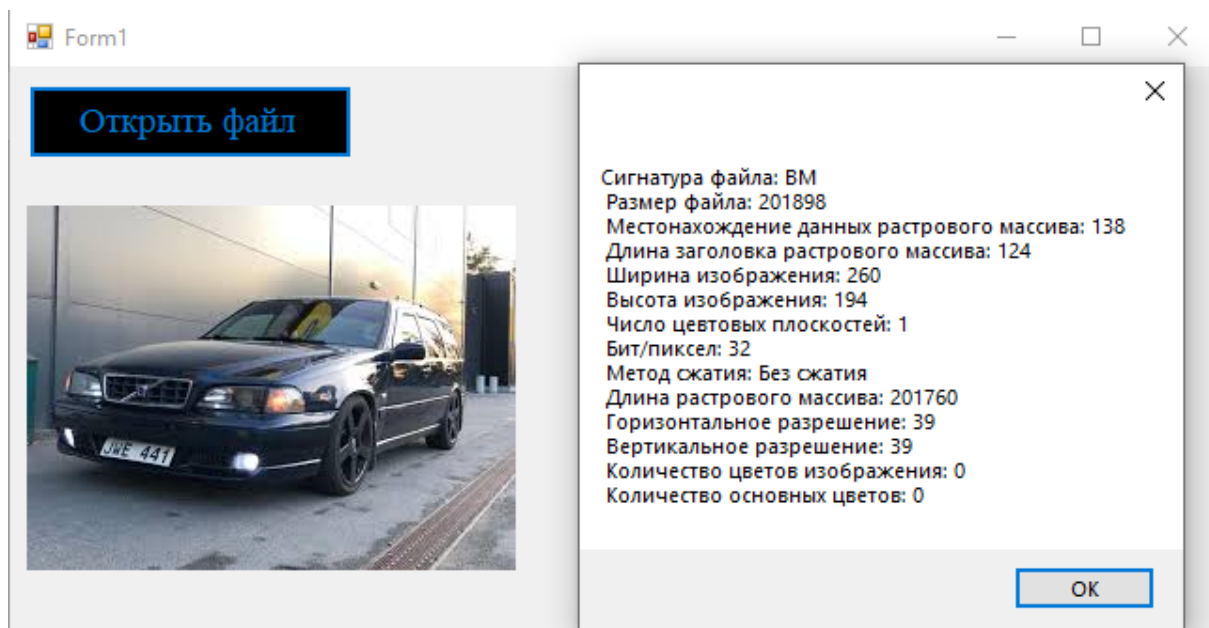 Form1
Открыть файл
JWE 441
Сигнатура файла: BM
Размер файла: 201898
Местонахождение данных растрового массива: 138
Длина заголовка растрового массива: 124
Ширина изображения: 260
Высота изображения: 194
Число цевтовых плоскостей: 1
Бит/пиксел: 32
Метод сжатия: Без сжатия
Длина растрового массива: 201760
Горизонтальное разрешение: 39
Вертикальное разрешение: 39
Количество цветов изображения: 0
Количество основных цветов: 0
OK